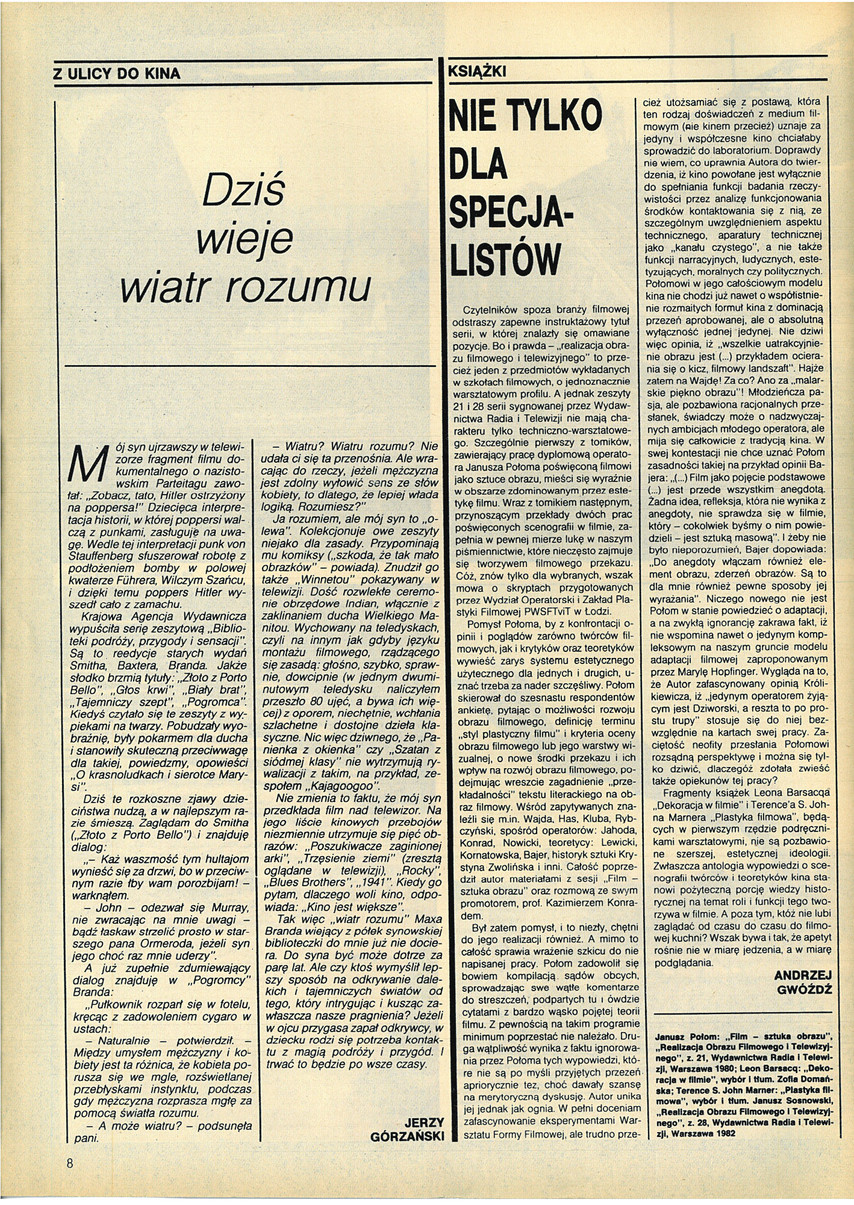 Z ULICY DO KINA
Dziś
wieje
wiatr rozumu
Mój syn ujrzawszy w telewi-
zorze fragment filmu do-
kumentalnego o nazisto-
wskim Parteitagu zawo-
łał: „Zobacz, tato, Hitler ostrzyżony
na poppersa!" Dziecięca interpre-
tacja historii, w której poppersi wal-
czą z punkami, zasługuje na uwa-
gę. Wedle tej interpretacji punk von
Stauffenberg sfuszerował robotę z
podłożeniem bomby w polowej
kwaterze Führera, Wilczym Szańcu,
i dzięki temu poppers Hitler wy-
szedł cało z zamachu.
Krajowa Agencja Wydawnicza
wypuściła serię zeszytową „Biblio-
teki podróży, przygody i sensacji".
Są to reedycje starych wydań
Smitha, Baxtera, Branda. Jakże
słodko brzmią tytuły: „Złoto z Porto
Bello", „Głos krwi", „Biały brat",
„Tajemniczy szept", „Pogromca".
Kiedyś czytało się te zeszyty z wy-
piekami na twarzy. Pobudzały wyo-
braźnię, były pokarmem dla ducha
i stanowiły skuteczną przeciwwagę
dla takiej, powiedzmy, opowieści
„O krasnoludkach i sierotce Mary-
si".
Dziś te rozkoszne zjawy dzie-
ciństwa nudzą, a w najlepszym ra-
zie śmieszą. Zaglądam do Smitha
(„Złoto z Porto Bello") i znajduję
dialog:
„– Każ waszmość tym hultajom
wynieść się za drzwi, bo w przeciw-
nym razie łby wam porozbijam! –
warknąłem.
– John – odezwał się Murray,
nie zwracając na mnie uwagi –
bądź łaskaw strzelić prosto w star-
szego pana Ormeroda, jeżeli syn
jego choć raz mnie uderzy".
A już zupełnie zdumiewający
dialog znajduję w „Pogromcy"
Branda:
„Pułkownik rozparł się w fotelu,
kręcąc z zadowoleniem cygaro w
ustach:
– Naturalnie – potwierdził. –
Między umysłem mężczyzny i ko-
biety jest ta różnica, że kobieta po-
rusza się we mgle, rozświetlanej
przebłyskami instynktu, podczas
gdy mężczyzna rozprasza mgłę za
pomocą światła rozumu.
– A może wiatru? – podsunęła
pani.
– Wiatru? Wiatru rozumu? Nie
udała ci się ta przenośnia. Ale wra-
cając do rzeczy, jeżeli mężczyzna
jest zdolny wyłowić sens ze słów
kobiety, to dlatego, że lepiej włada
logiką. Rozumiesz?"
Ja rozumiem, ale mój syn to „o-
lewa". Kolekcjonuje owe zeszyty
niejako dla zasady. Przypominają
mu komiksy („szkoda, że tak mało
obrazków" – powiada). Znudził go
także „Winnetou" pokazywany w
telewizji. Dość rozwlekłe ceremo-
nie obrzędowe Indian, włącznie z
zaklinaniem ducha Wielkiego Ma-
nitou. Wychowany na teledyskach,
czyli na innym jak gdyby języku
montażu filmowego, rządzącego
się zasadą: głośno, szybko, spraw-
nie, dowcipnie (w jednym dwumi-
nutowym teledysku naliczyłem
przeszło 80 ujęć, a bywa ich wię-
cej) z oporem, niechętnie, wchłania
szlachetne i dostojne dzieła kla-
syczne. Nic więc dziwnego, że „Pa-
nienka z okienka" czy „Szatan z
siódmej klasy" nie wytrzymują ry-
walizacji z takim, na przykład, ze-
społem „Kajagoogoo".
Nie zmienia to faktu, że mój syn
przedkłada film nad telewizor. Na
jego liście kinowych przebojów
niezmiennie utrzymuje się pięć ob-
razów: „Poszukiwacze zaginionej
arki", „Trzęsienie ziemi" (zresztą
oglądane w telewizji), „Rocky",
„Blues Brothers", „1941". Kiedy go
pytam, dlaczego woli kino, odpo-
wiada: „Kino jest większe".
Tak więc „wiatr rozumu" Maxa
Branda wiejący z półek synowskiej
biblioteczki do mnie już nie docie-
ra. Do syna być może dotrze za
parę lat. Ale czy ktoś wymyślił lep-
szy sposób na odkrywanie dale-
kich i tajemniczych światów od
tego, który intrygując i kusząc za-
właszcza nasze pragnienia? Jeżeli
w ojcu przygasa zapał odkrywcy, w
dziecku rodzi się potrzeba kontak-
tu z magią podróży i przygód. I
trwać to będzie po wsze czasy.
JERZY
GÓRZAŃSKI
KSIĄŻKI
NIE TYLKO
DLA
SPECJA-
LISTÓW
Czytelników spoza branży filmowej
odstraszy zapewne instruktażowy tytuł
serii, w której znalazły się omawiane
pozycje. Bo i prawda – „realizacja obra-
zu filmowego i telewizyjnego" to prze-
cież jeden z przedmiotów wykładanych
w szkołach filmowych, o jednoznacznie
warsztatowym profilu. A jednak zeszyty
21 i 28 serii sygnowanej przez Wydaw-
nictwa Radia i Telewizji nie mają cha-
rakteru tylko techniczno-warsztatowe-
go. Szczególnie pierwszy z tomików,
zawierający pracę dyplomową operato-
ra Janusza Połoma poświęconą filmowi
jako sztuce obrazu, mieści się wyraźnie
w obszarze zdominowanym przez este-
tykę filmu. Wraz z tomikiem następnym,
przynoszącym przekłady dwóch prac
poświęconych scenografii w filmie, za-
pełnia w pewnej mierze lukę w naszym
piśmiennictwie, które nieczęsto zajmuje
się tworzywem filmowego przekazu.
Cóż, znów tylko dla wybranych, wszak
mowa o skryptach przygotowanych
przez Wydział Operatorski i Zakład Pla-
styki Filmowej PWSFTviT w Łodzi.
Pomysł Połoma, by z konfrontacji o-
pinii i poglądów zarówno twórców fil-
mowych, jak i krytyków oraz teoretyków
wywieść zarys systemu estetycznego
użytecznego dla jednych i drugich, u-
znać trzeba za nader szczęśliwy. Połom
skierował do szesnastu respondentów
ankietę, pytając o możliwości rozwoju
obrazu filmowego, definicję terminu
„styl plastyczny filmu" i kryteria oceny
obrazu filmowego lub jego warstwy wi-
zualnej, o nowe środki przekazu i ich
wpływ na rozwój obrazu filmowego, po-
dejmując wreszcie zagadnienie „prze-
kładalności" tekstu literackiego na ob-
raz filmowy. Wśród zapytywanych zna-
leźli się m.in. Wajda, Has, Kluba, Ryb-
czyński, spośród operatorów: Jahoda,
Konrad, Nowicki, teoretycy: Lewicki,
Kornatowska, Bajer, historyk sztuki Kry-
styna Zwolińska i inni. Całość poprze-
dził autor materiałami z sesji „Film –
sztuka obrazu" oraz rozmową ze swym
promotorem, prof. Kazimierzem Konra-
dem.
Był zatem pomysł, i to niezły, chętni
do jego realizacji również. A mimo to
całość sprawia wrażenie szkicu do nie
napisanej pracy. Połom zadowolił się
bowiem kompilacją sądów obcych,
sprowadzając swe wątłe komentarze
do streszczeń, podpartych tu i ówdzie
cytatami z bardzo wąsko pojętej teorii
filmu. Z pewnością na takim programie
minimum poprzestać nie należało. Dru-
ga wątpliwość wynika z faktu ignorowa-
nia przez Połoma tych wypowiedzi, któ-
re nie są po myśli przyjętych przezeń
apriorycznie tez, choć dawały szansę
na merytoryczną dyskusję. Autor unika
jej jednak jak ognia. W pełni doceniam
zafascynowanie eksperymentami War-
sztatu Formy Filmowej, ale trudno prze-
cież utożsamiać się z postawą, która
ten rodzaj doświadczeń z medium fil-
mowym (nie kinem przecież) uznaje za
jedyny i współczesne kino chciałaby
sprowadzić do laboratorium. Doprawdy
nie wiem, co uprawnia Autora do twier-
dzenia, iż kino powołane jest wyłącznie
do spełniania funkcji badania rzeczy-
wistości przez analizę funkcjonowania
środków kontaktowania się z nią, ze
szczególnym uwzględnieniem aspektu
technicznego, aparatury technicznej
jako „kanału czystego", a nie także
funkcji narracyjnych, ludycznych, este-
tyzujących, moralnych czy politycznych.
Połomowi w jego całościowym modelu
kina nie chodzi już nawet o współistnie-
nie rozmaitych formuł kina z dominacją
przezeń aprobowanej, ale o absolutną
wyłączność jednej jedynej. Nie dziwi
więc opinia, iż „wszelkie uatrakcyjnie-
nie obrazu jest (...) przykładem ociera-
nia się o kicz, filmowy landszaft". Hajże
zatem na Wajdę! Za co? Ano za „malar-
skie piękno obrazu"! Młodzieńcza pa-
sja, ale pozbawiona racjonalnych prze-
słanek, świadczy może o nadzwyczaj-
nych ambicjach młodego operatora, ale
mija się całkowicie z tradycją kina. W
swej kontestacji nie chce uznać Połom
zasadności takiej na przykład opinii Ba-
jera: „(...) Film jako pojęcie podstawowe
(...) jest przede wszystkim anegdotą.
Żadna idea, refleksja, która nie wynika z
anegdoty, nie sprawdza się w filmie,
który – cokolwiek byśmy o nim powie-
dzieli – jest sztuką masową". I żeby nie
było nieporozumień, Bajer dopowiada:
„Do anegdoty włączam również ele-
ment obrazu, zderzeń obrazów. Są to
dla mnie również pewne sposoby jej
wyrażania". Niczego nowego nie jest
Połom w stanie powiedzieć o adaptacji,
a na zwykłą ignorancję zakrawa fakt, iż
nie wspomina nawet o jedynym komp-
leksowym na naszym gruncie modelu
adaptacji filmowej zaproponowanym
przez Marylę Hopfinger. Wygląda na to,
że Autor zafascynowany opinią Króli-
kiewicza, iż „jedynym operatorem żyją-
cym jest Dziworski, a reszta to po pro-
stu trupy" stosuje się do niej bez-
względnie na kartach swej pracy. Za-
ciętość neofity przesłania Połomowi
rozsądną perspektywę i można się tyl-
ko dziwić, dlaczegóż zdołała zwieść
także opiekunów tej pracy?
Fragmenty książek Leona Barsacqa
„Dekoracja w filmie" i Terence'a S. Joh-
na Marnera „Plastyka filmowa", będą-
cych w pierwszym rzędzie podręczni-
kami warsztatowymi, nie są pozbawio-
ne szerszej, estetycznej ideologii.
Zwłaszcza antologia wypowiedzi o sce-
nografii twórców i teoretyków kina sta-
nowi pożyteczną porcję wiedzy histo-
rycznej na temat roli i funkcji tego two-
rzywa w filmie. A poza tym, któż nie lubi
zaglądać od czasu do czasu do filmo-
wej kuchni? Wszak bywa i tak, że apetyt
rośnie nie w miarę jedzenia, a w miarę
podglądania.
ANDRZEJ
GWÓŹDŹ
Janusz Połom: „Film – sztuka obrazu",
„Realizacja Obrazu Filmowego i Telewizyj-
nego", z. 21, Wydawnictwa Radia i Telewi-
zji, Warszawa 1980; Leon Barsacq: „Deko-
racja w filmie", wybór i tłum. Zofia Domań-
ska; Terence S. John Marner: „Plastyka fil-
mowa", wybór i tłum. Janusz Sosnowski,
„Realizacja Obrazu Filmowego i Telewizyj-
nego", z. 28, Wydawnictwa Radia i Telewi-
zji, Warszawa 1982
8